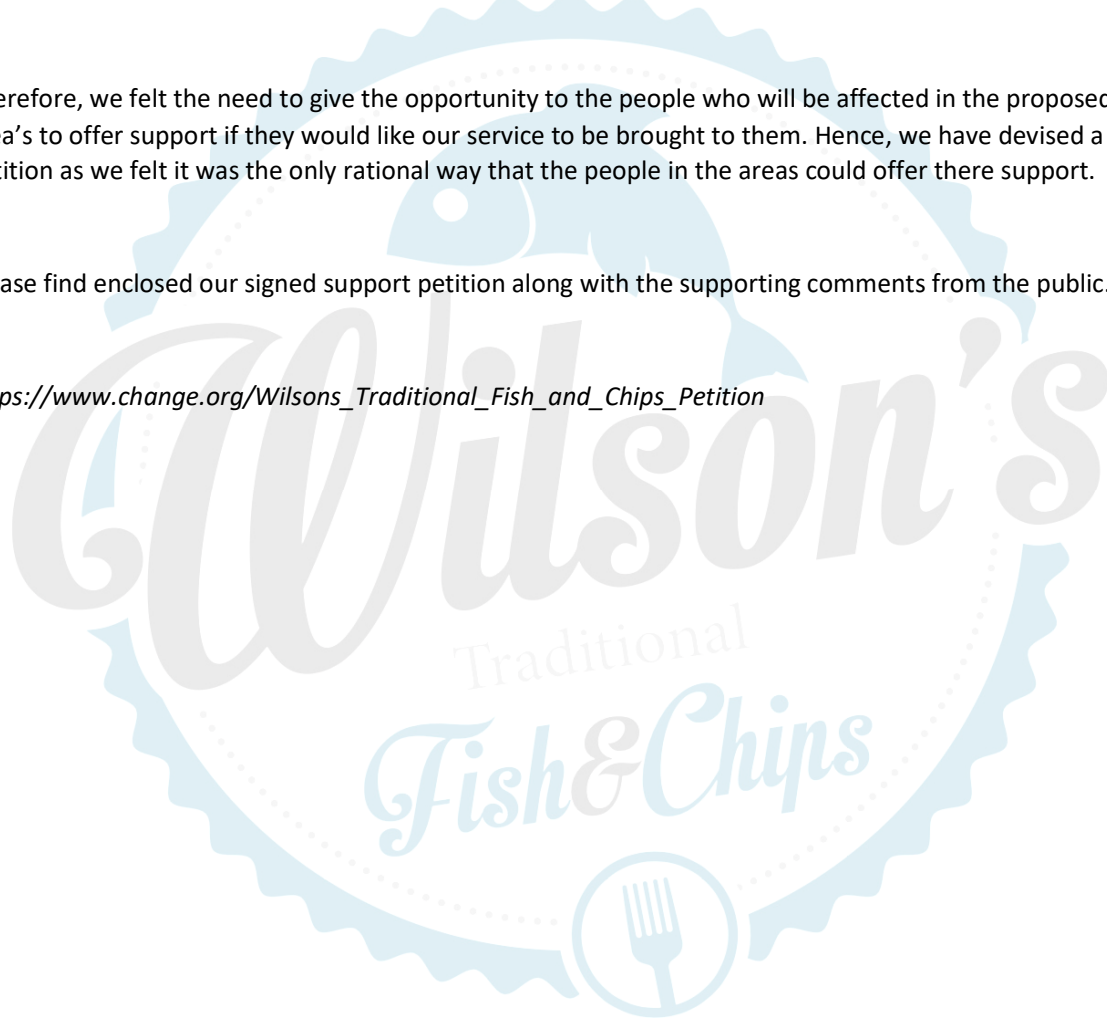 erefore, we felt the need to give the opportunity to the people who will be affected in the proposed
ea’s to offer support if they would like our service to be brought to them. Hence, we have devised a
tition as we felt it was the only rational way that the people in the areas could offer there support.
ase find enclosed our signed support petition along with the supporting comments from the public.
ps://www.change.org/Wilsons_Traditional_Fish_and_Chips_Petition
Wilson's
Traditional
Fish&Chips